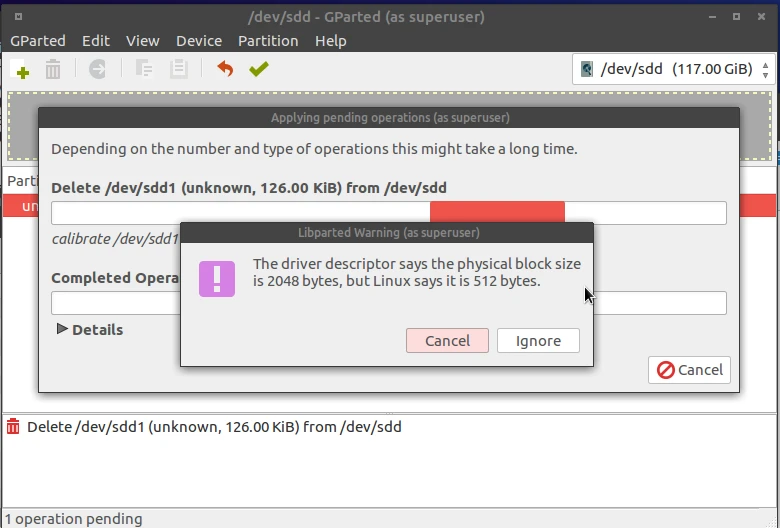 /dev/sdd - GParted (as superuser)
GParted Edit View Device Partition Help
/dev/sdd (117.00 GiB)
Applying pending operations (as superuser)
Depending on the number and type of operations this might take a long time.
Parti
Delete /dev/sdd1 (unknown, 126.00 KiB) from /dev/sdd
un
calibrate /dev/sdd1
Libparted Warning (as superuser)
The driver descriptor says the physical block size
is 2048 bytes, but Linux says it is 512 bytes.
Completed Opera
Details
Cancel Ignore
Cancel
Delete /dev/sdd1 (unknown, 126.00 KiB) from /dev/sdd
1 operation pending